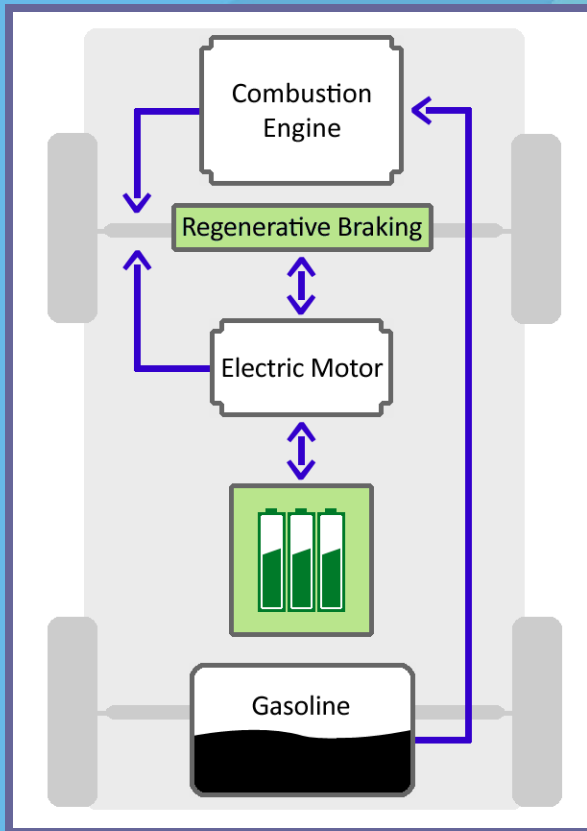 Combustion
Engine
Regenerative Braking
Electric Motor
Gasoline